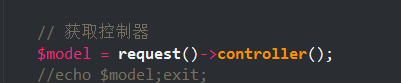 // 获取控制器
$model = request()->controller();
//echo $model;exit;